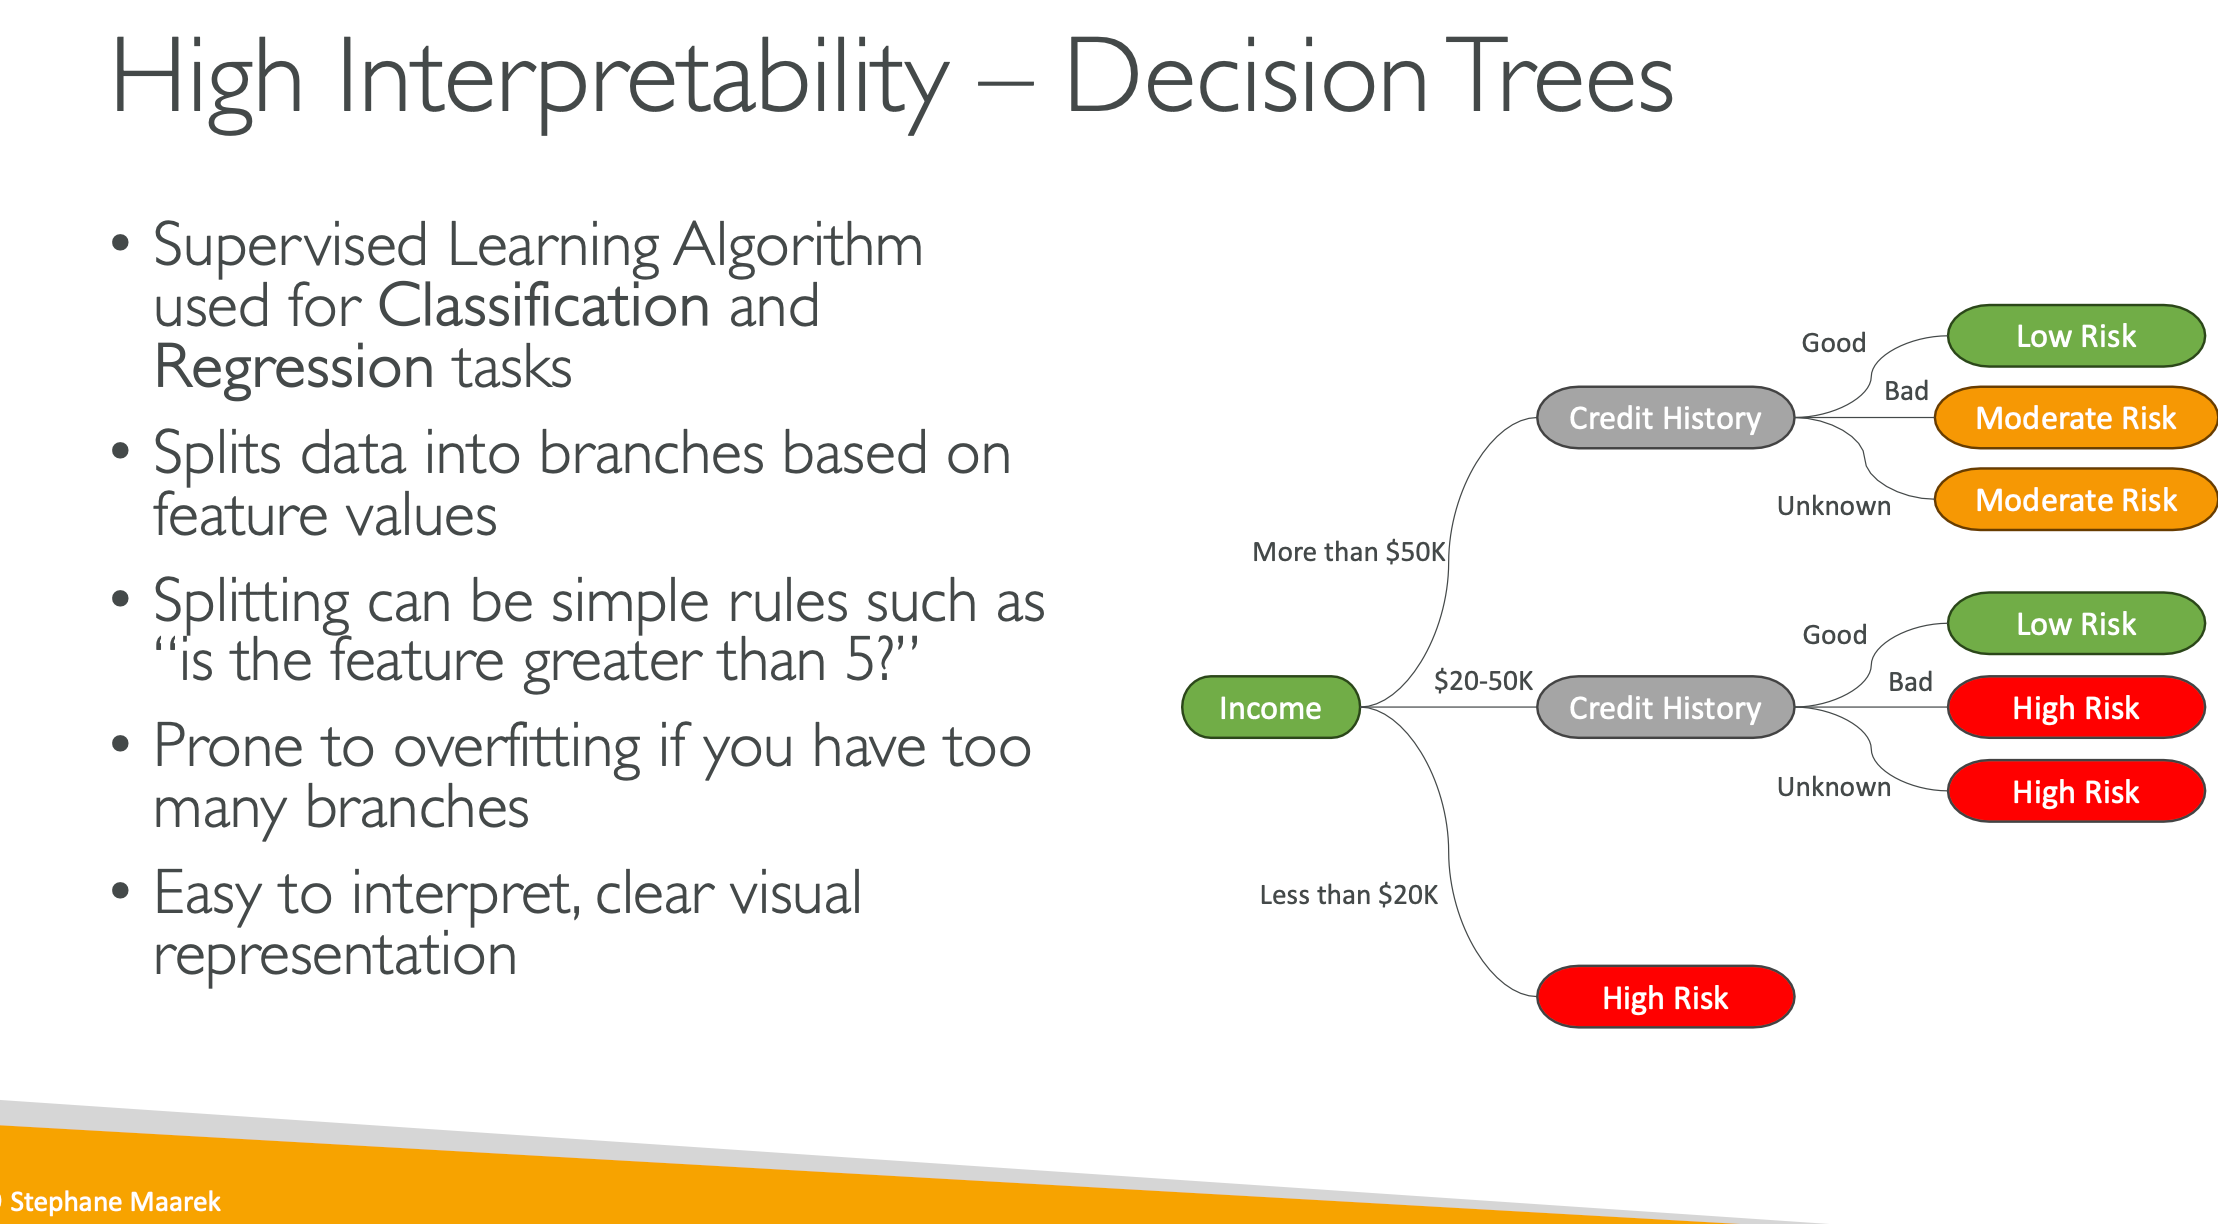 High Interpretability – Decision Trees
• Supervised Learning Algorithm
used for Classification and
Regression tasks
• Splits data into branches based on
feature values
• Splitting can be simple rules such as
“is the feature greater than 5?”
• Prone to overfitting if you have too
many branches
• Easy to interpret, clear visual
representation
Income
More than $50K
Credit History
Good
Low Risk
Bad
Moderate Risk
Unknown
Moderate Risk
$20-50K
Credit History
Good
Low Risk
Bad
High Risk
Unknown
High Risk
Less than $20K
High Risk
Stephane Maarek